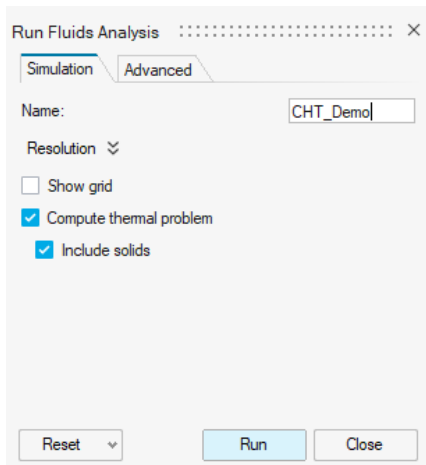 Run Fluids Analysis
Simulation Advanced
Name: CHT_Demo
Resolution
Show grid
Compute thermal problem
Include solids
Reset Run Close